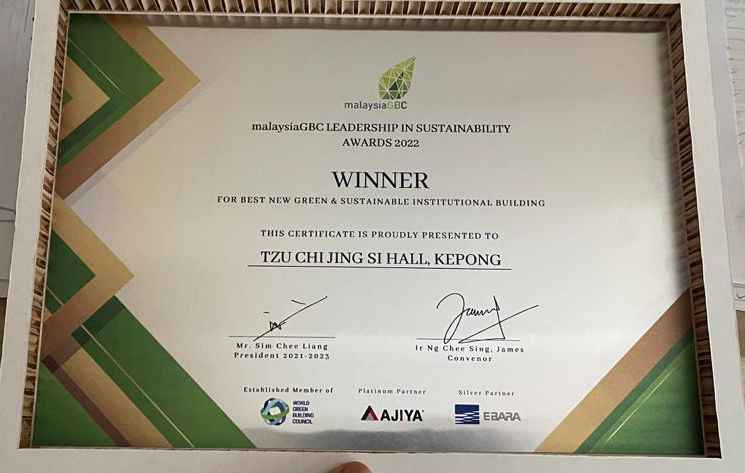 malaysiaGBC
malaysiaGBC LEADERSHIP IN SUSTAINABILITY
AWARDS 2022
WINNER
FOR BEST NEW GREEN & SUSTAINABLE INSTITUTIONAL BUILDING
THIS CERTIFICATE IS PROUDLY PRESENTED TO
TZU CHI JING SI HALL, KEPONG
Mr. Sim Chee Liang
President 2021-2023
Ir Ng Chee Sing, James
Convenor
Established Member of
WORLD
GREEN
BUILDING
COUNCIL
Platinum Partner
AJIYA
Silver Partner
EBARA